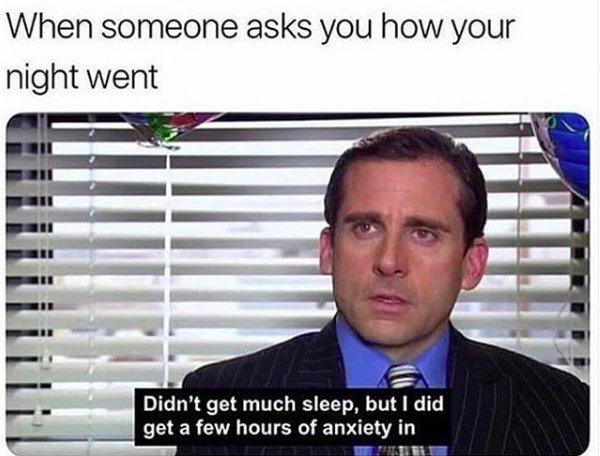 When someone asks you how your
night went
Didn't get much sleep, but I did
get a few hours of anxiety in